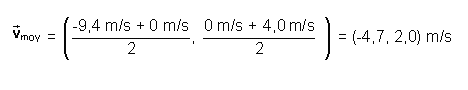 v⃗moy = ( (-9,4 m/s + 0 m/s)/2 , (0 m/s + 4,0 m/s)/2 ) = (-4,7, 2,0) m/s